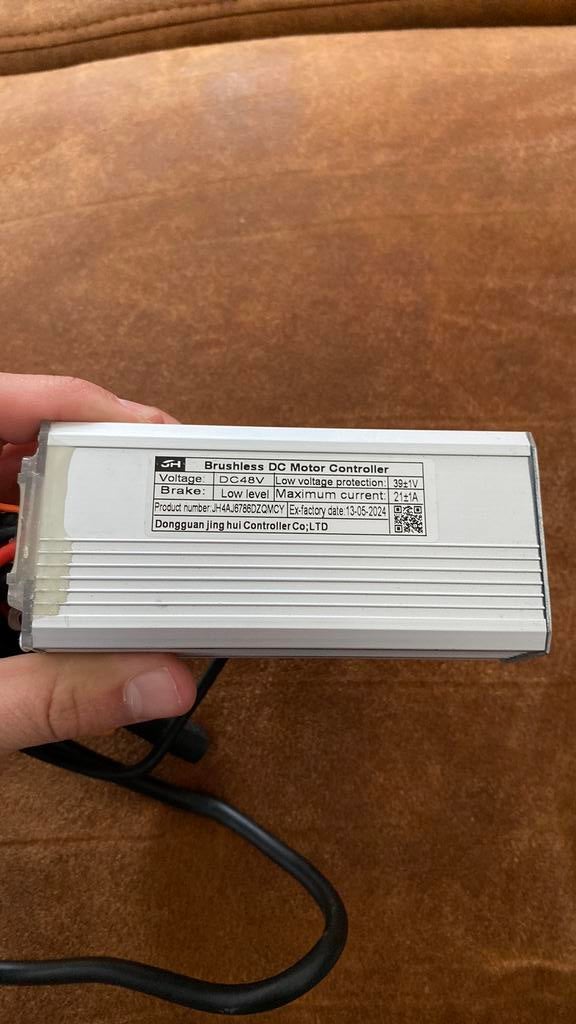 JH Brushless DC Motor Controller
Voltage: DC48V Low voltage protection: 39±1V
Brake: Low level Maximum current: 21±1A
Product number:JH4AJ6786DZQMCY Ex-factory date:13-05-2024
Dongguan jing hui Controller Co;LTD